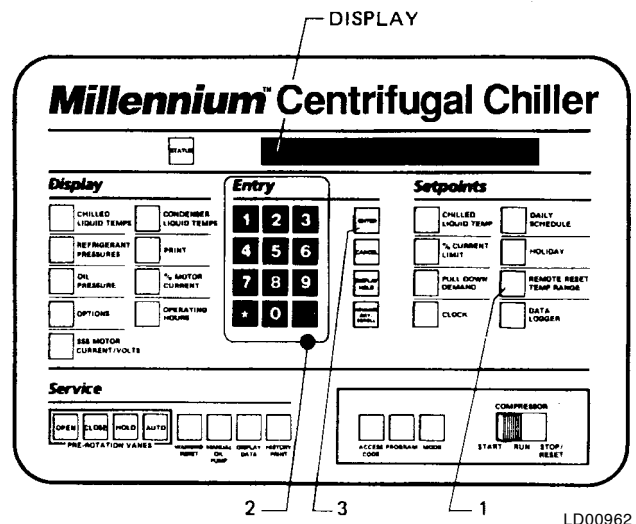 DISPLAY
Millennium™ Centrifugal Chiller
STATUS
Display
Entry
Setpoints
CHILLED LIQUID TEMPS
CONDENSER LIQUID TEMPS
REFRIGERANT PRESSURES
PRINT
OIL PRESSURE
% MOTOR CURRENT
OPTIONS
OPERATING HOURS
SSS MOTOR CURRENT/VOLTS
1 2 3
4 5 6
7 8 9
* 0
ENTER
CANCEL
DISPLAY HOLD
ADVANCE DAY SCROLL
CHILLED LIQUID TEMP
DAILY SCHEDULE
% CURRENT LIMIT
HOLIDAY
PULL DOWN DEMAND
REMOTE RESET TEMP RANGE
CLOCK
DATA LOGGER
Service
OPEN CLOSE HOLD AUTO
PRE-ROTATION VANES
WARNING RESET
MANUAL OIL PUMP
DISPLAY DATA
HISTORY PRINT
ACCESS CODE
PROGRAM
MODE
COMPRESSOR
START RUN STOP/RESET
2 3 1
LD00962